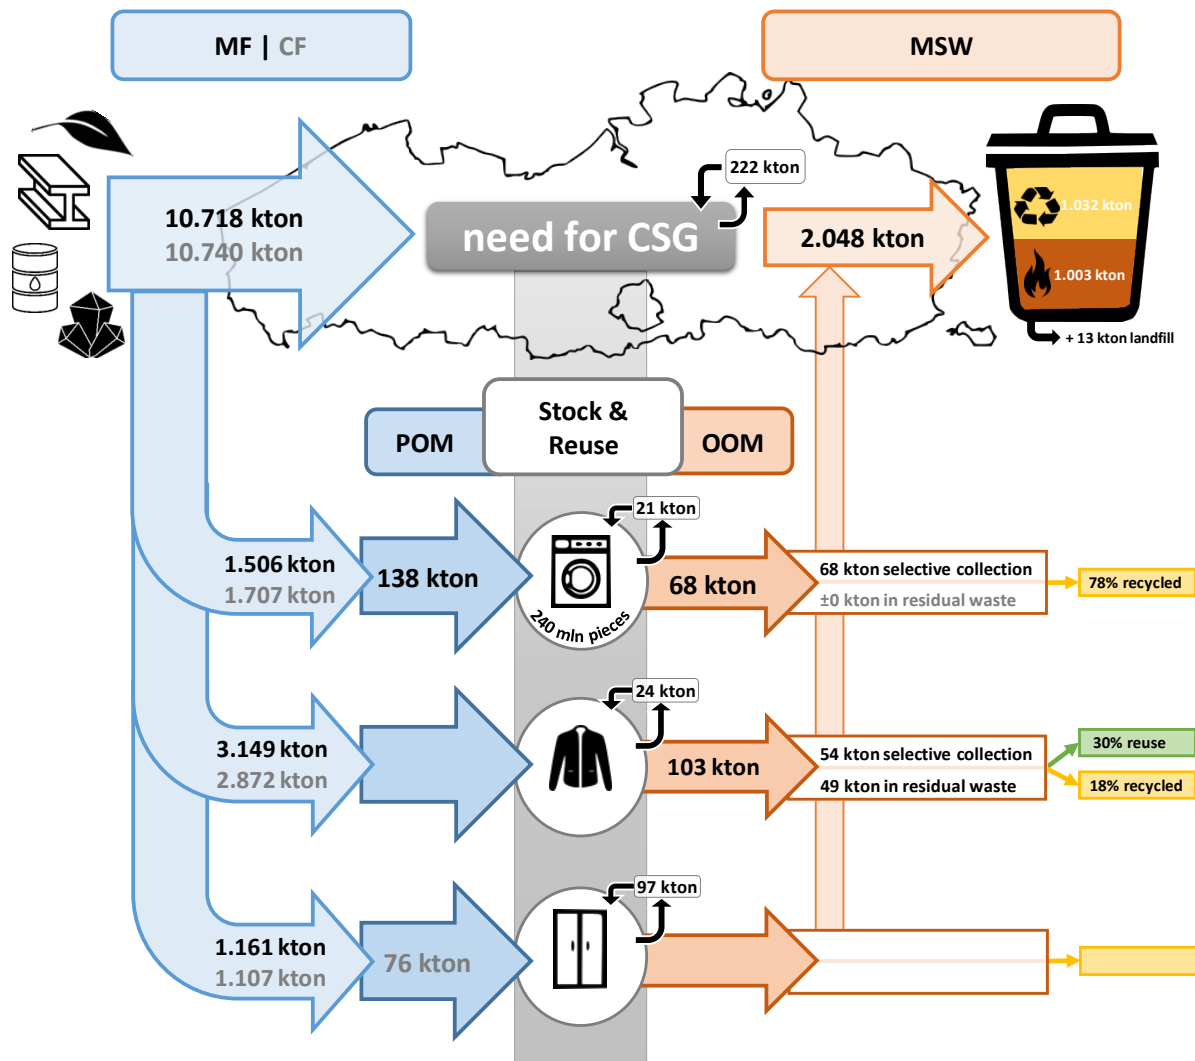 MF | CF
MSW
222 kton
10.718 kton
10.740 kton
need for CSG
2.048 kton
1.032 kton
1.003 kton
+ 13 kton landfill
Stock &
Reuse
POM
OOM
21 kton
1.506 kton
1.707 kton
138 kton
240 mln pieces
68 kton
68 kton selective collection
±0 kton in residual waste
78% recycled
24 kton
3.149 kton
2.872 kton
103 kton
54 kton selective collection
49 kton in residual waste
30% reuse
18% recycled
97 kton
1.161 kton
1.107 kton
76 kton